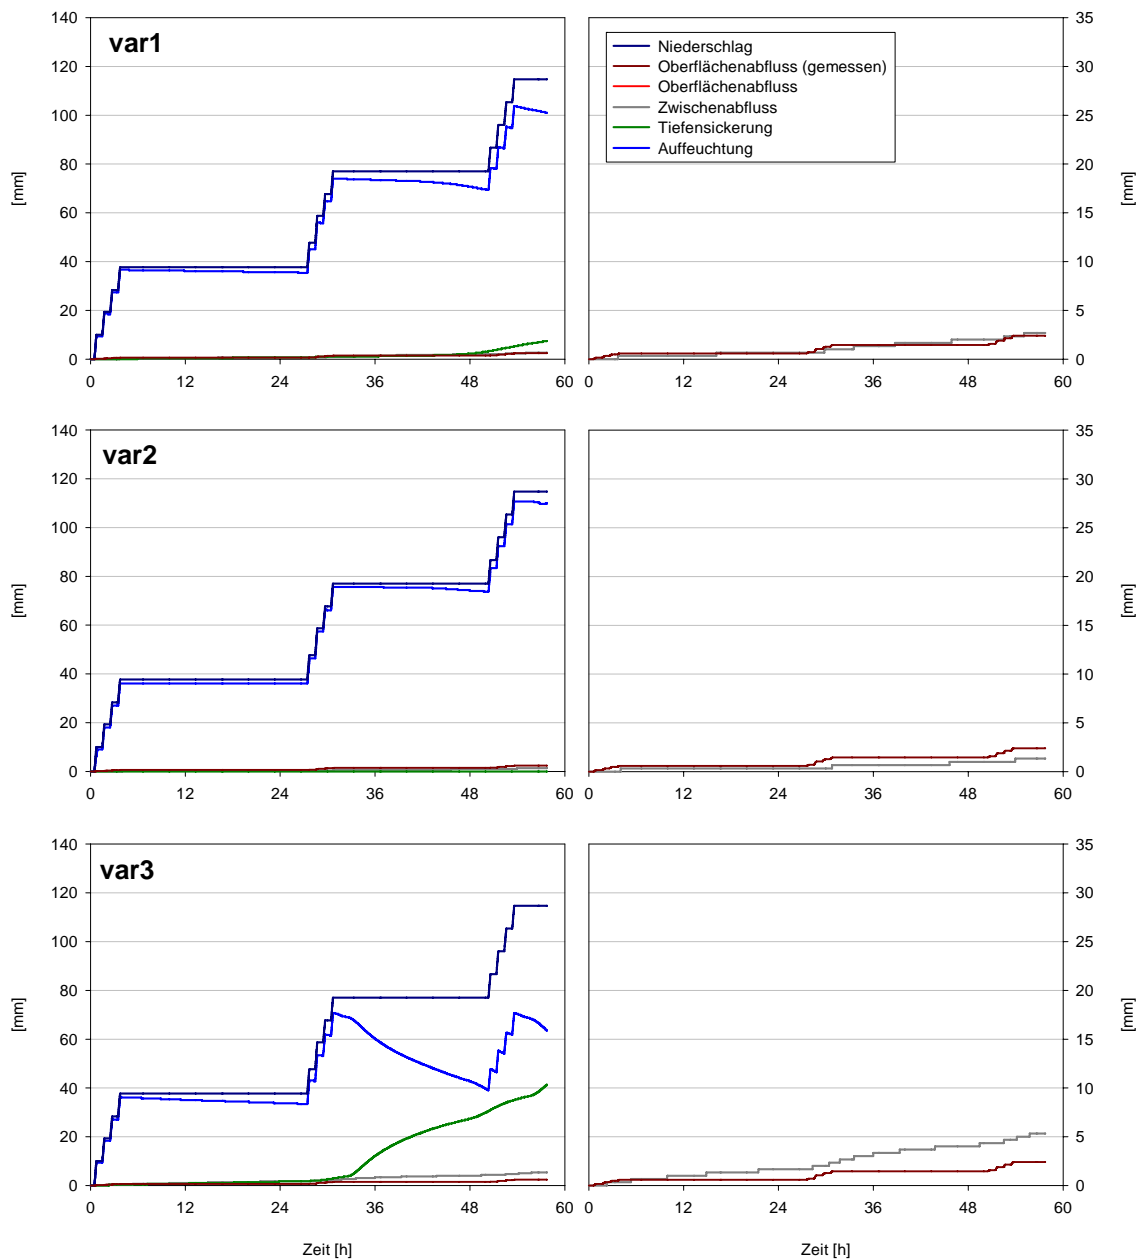 var1
140
120
100
80
60
40
20
0
[mm]
0 12 24 36 48 60
Niederschlag
Oberflächenabfluss (gemessen)
Oberflächenabfluss
Zwischenabfluss
Tiefensickerung
Auffeuchtung
35
30
25
20
15
10
5
0
[mm]
0 12 24 36 48 60
var2
140
120
100
80
60
40
20
0
[mm]
0 12 24 36 48 60
35
30
25
20
15
10
5
0
[mm]
0 12 24 36 48 60
var3
140
120
100
80
60
40
20
0
[mm]
0 12 24 36 48 60
Zeit [h]
35
30
25
20
15
10
5
0
[mm]
0 12 24 36 48 60
Zeit [h]